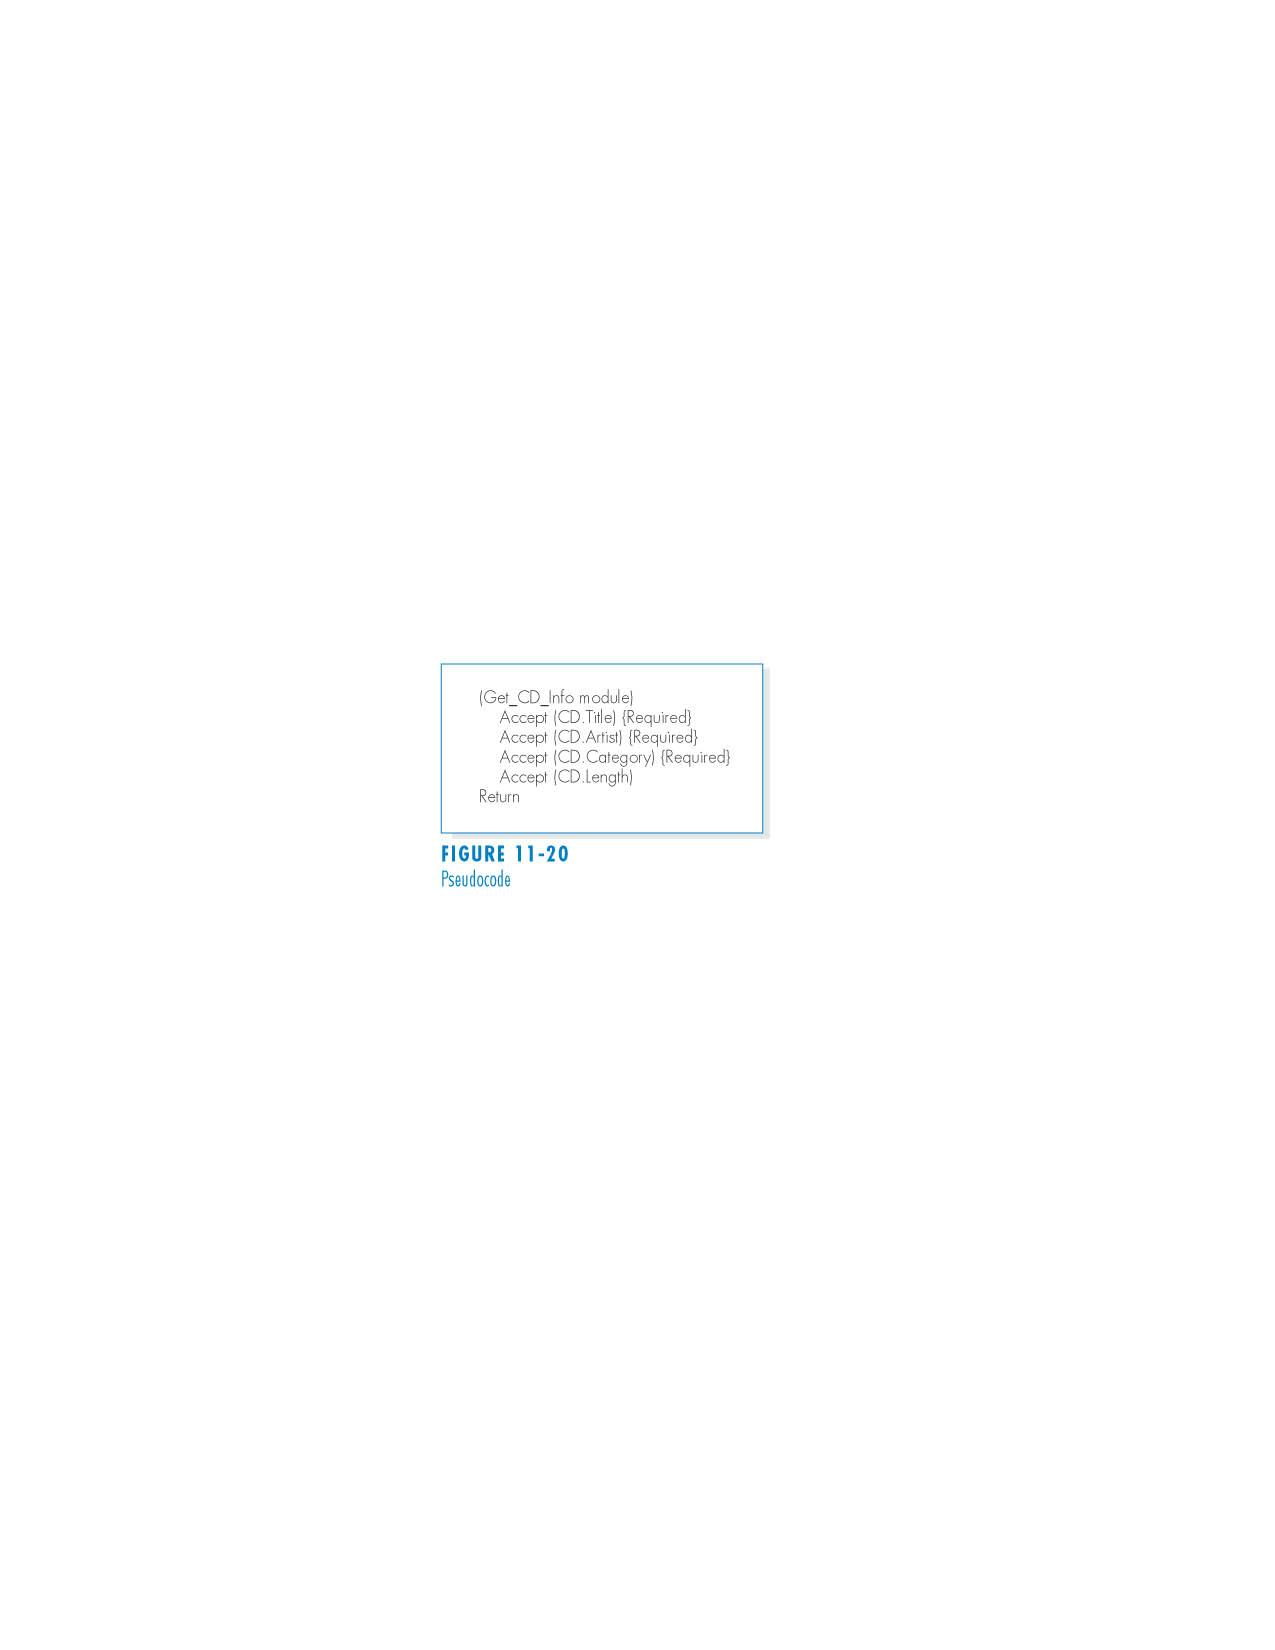 (Get_CD_Info module)
Accept (CD.Title) {Required}
Accept (CD.Artist) {Required}
Accept (CD.Category) {Required}
Accept (CD.Length)
Return
FIGURE 11-20
Pseudocode